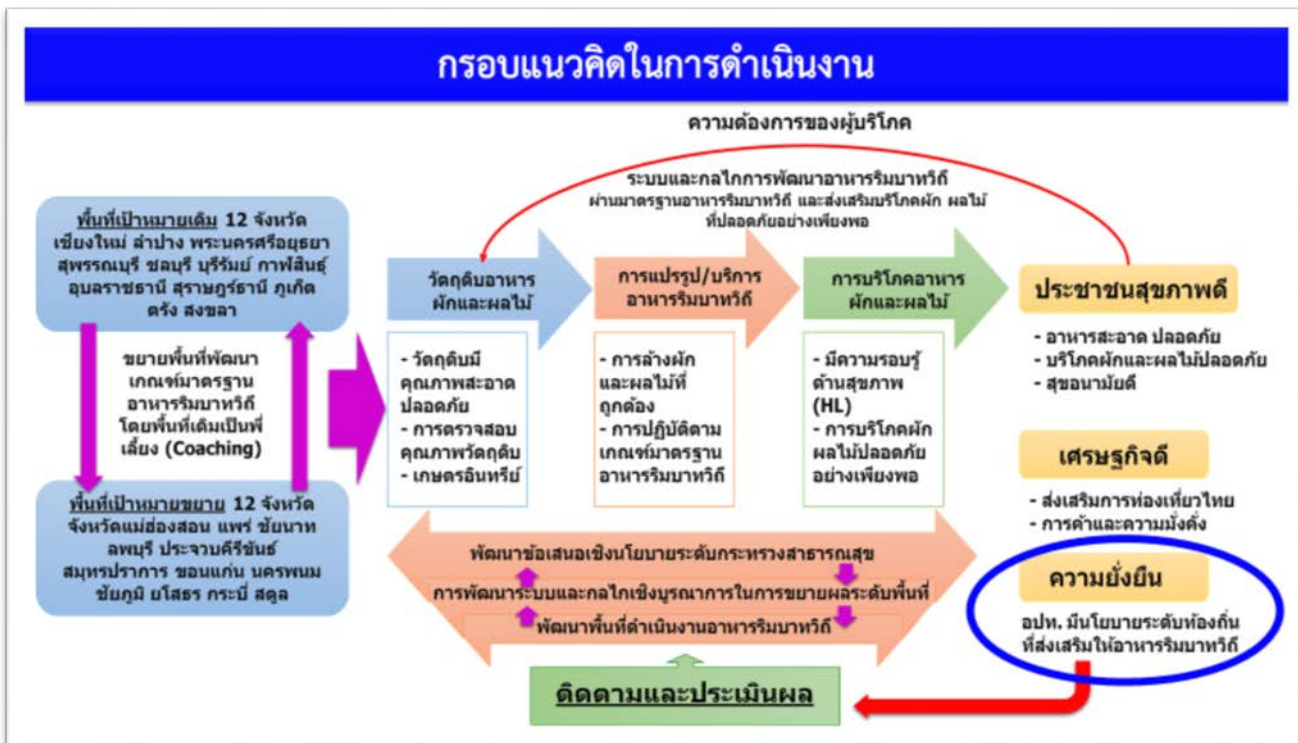 กรอบแนวคิดในการดำเนินงาน
ความต้องการของผู้บริโภค
ระบบและกลไกการพัฒนาอาหารริมบาทวิถี
ผ่านมาตรฐานอาหารริมบาทวิถี และส่งเสริมบริโภคผัก ผลไม้
ที่ปลอดภัยอย่างเพียงพอ
พื้นที่เป้าหมายเดิม 12 จังหวัด
เชียงใหม่ ลำปาง พระนครศรีอยุธยา
สุพรรณบุรี ชลบุรี บุรีรัมย์ กาฬสินธุ์
อุบลราชธานี สุราษฎร์ธานี ภูเก็ต
ตรัง สงขลา
ขยายพื้นที่พัฒนา
เกณฑ์มาตรฐาน
อาหารริมบาทวิถี
โดยพื้นที่เดิมเป็นพี่
เลี้ยง (Coaching)
พื้นที่เป้าหมายขยาย 12 จังหวัด
จังหวัดแม่ฮ่องสอน แพร่ ชัยนาท
ลพบุรี ประจวบคีรีขันธ์
สมุทรปราการ ขอนแก่น นครพนม
ชัยภูมิ ยโสธร กระบี่ สตูล
วัตถุดิบอาหาร
ผักและผลไม้
- วัตถุดิบมี
คุณภาพสะอาด
ปลอดภัย
- การตรวจสอบ
คุณภาพวัตถุดิบ
- เกษตรอินทรีย์
การแปรรูป/บริการ
อาหารริมบาทวิถี
- การล้างผัก
และผลไม้ที่
ถูกต้อง
- การปฏิบัติตาม
เกณฑ์มาตรฐาน
อาหารริมบาทวิถี
การบริโภคอาหาร
ผักและผลไม้
- มีความรอบรู้
ด้านสุขภาพ
(HL)
- การบริโภคผัก
ผลไม้ปลอดภัย
อย่างเพียงพอ
ประชาชนสุขภาพดี
- อาหารสะอาด ปลอดภัย
- บริโภคผักและผลไม้ปลอดภัย
- สุขอนามัยดี
เศรษฐกิจดี
- ส่งเสริมการท่องเที่ยวไทย
- การค้าและความมั่งคั่ง
ความยั่งยืน
อปท. มีนโยบายระดับท้องถิ่น
ที่ส่งเสริมให้อาหารริมบาทวิถี
พัฒนาข้อเสนอเชิงนโยบายระดับกระทรวงสาธารณสุข
การพัฒนาระบบและกลไกเชิงบูรณาการในการขยายผลระดับพื้นที่
พัฒนาพื้นที่ดำเนินงานอาหารริมบาทวิถี
ติดตามและประเมินผล